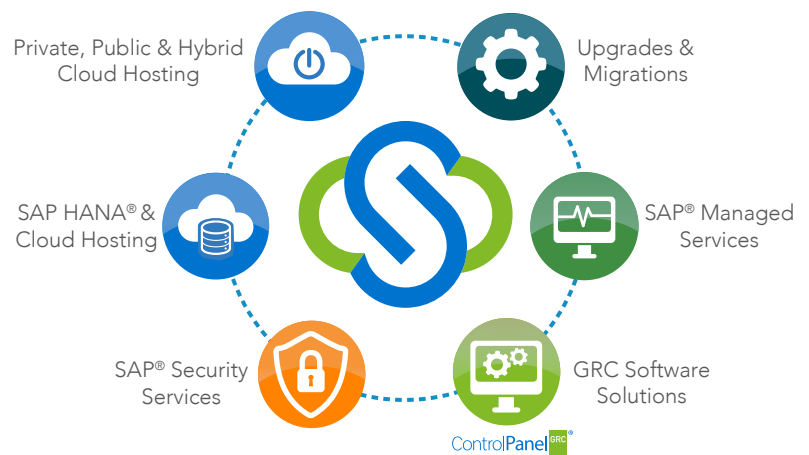 Private, Public & Hybrid
Cloud Hosting
Upgrades &
Migrations
SAP HANA® &
Cloud Hosting
SAP® Managed
Services
SAP® Security
Services
GRC Software
Solutions
ControlPanel GRC®